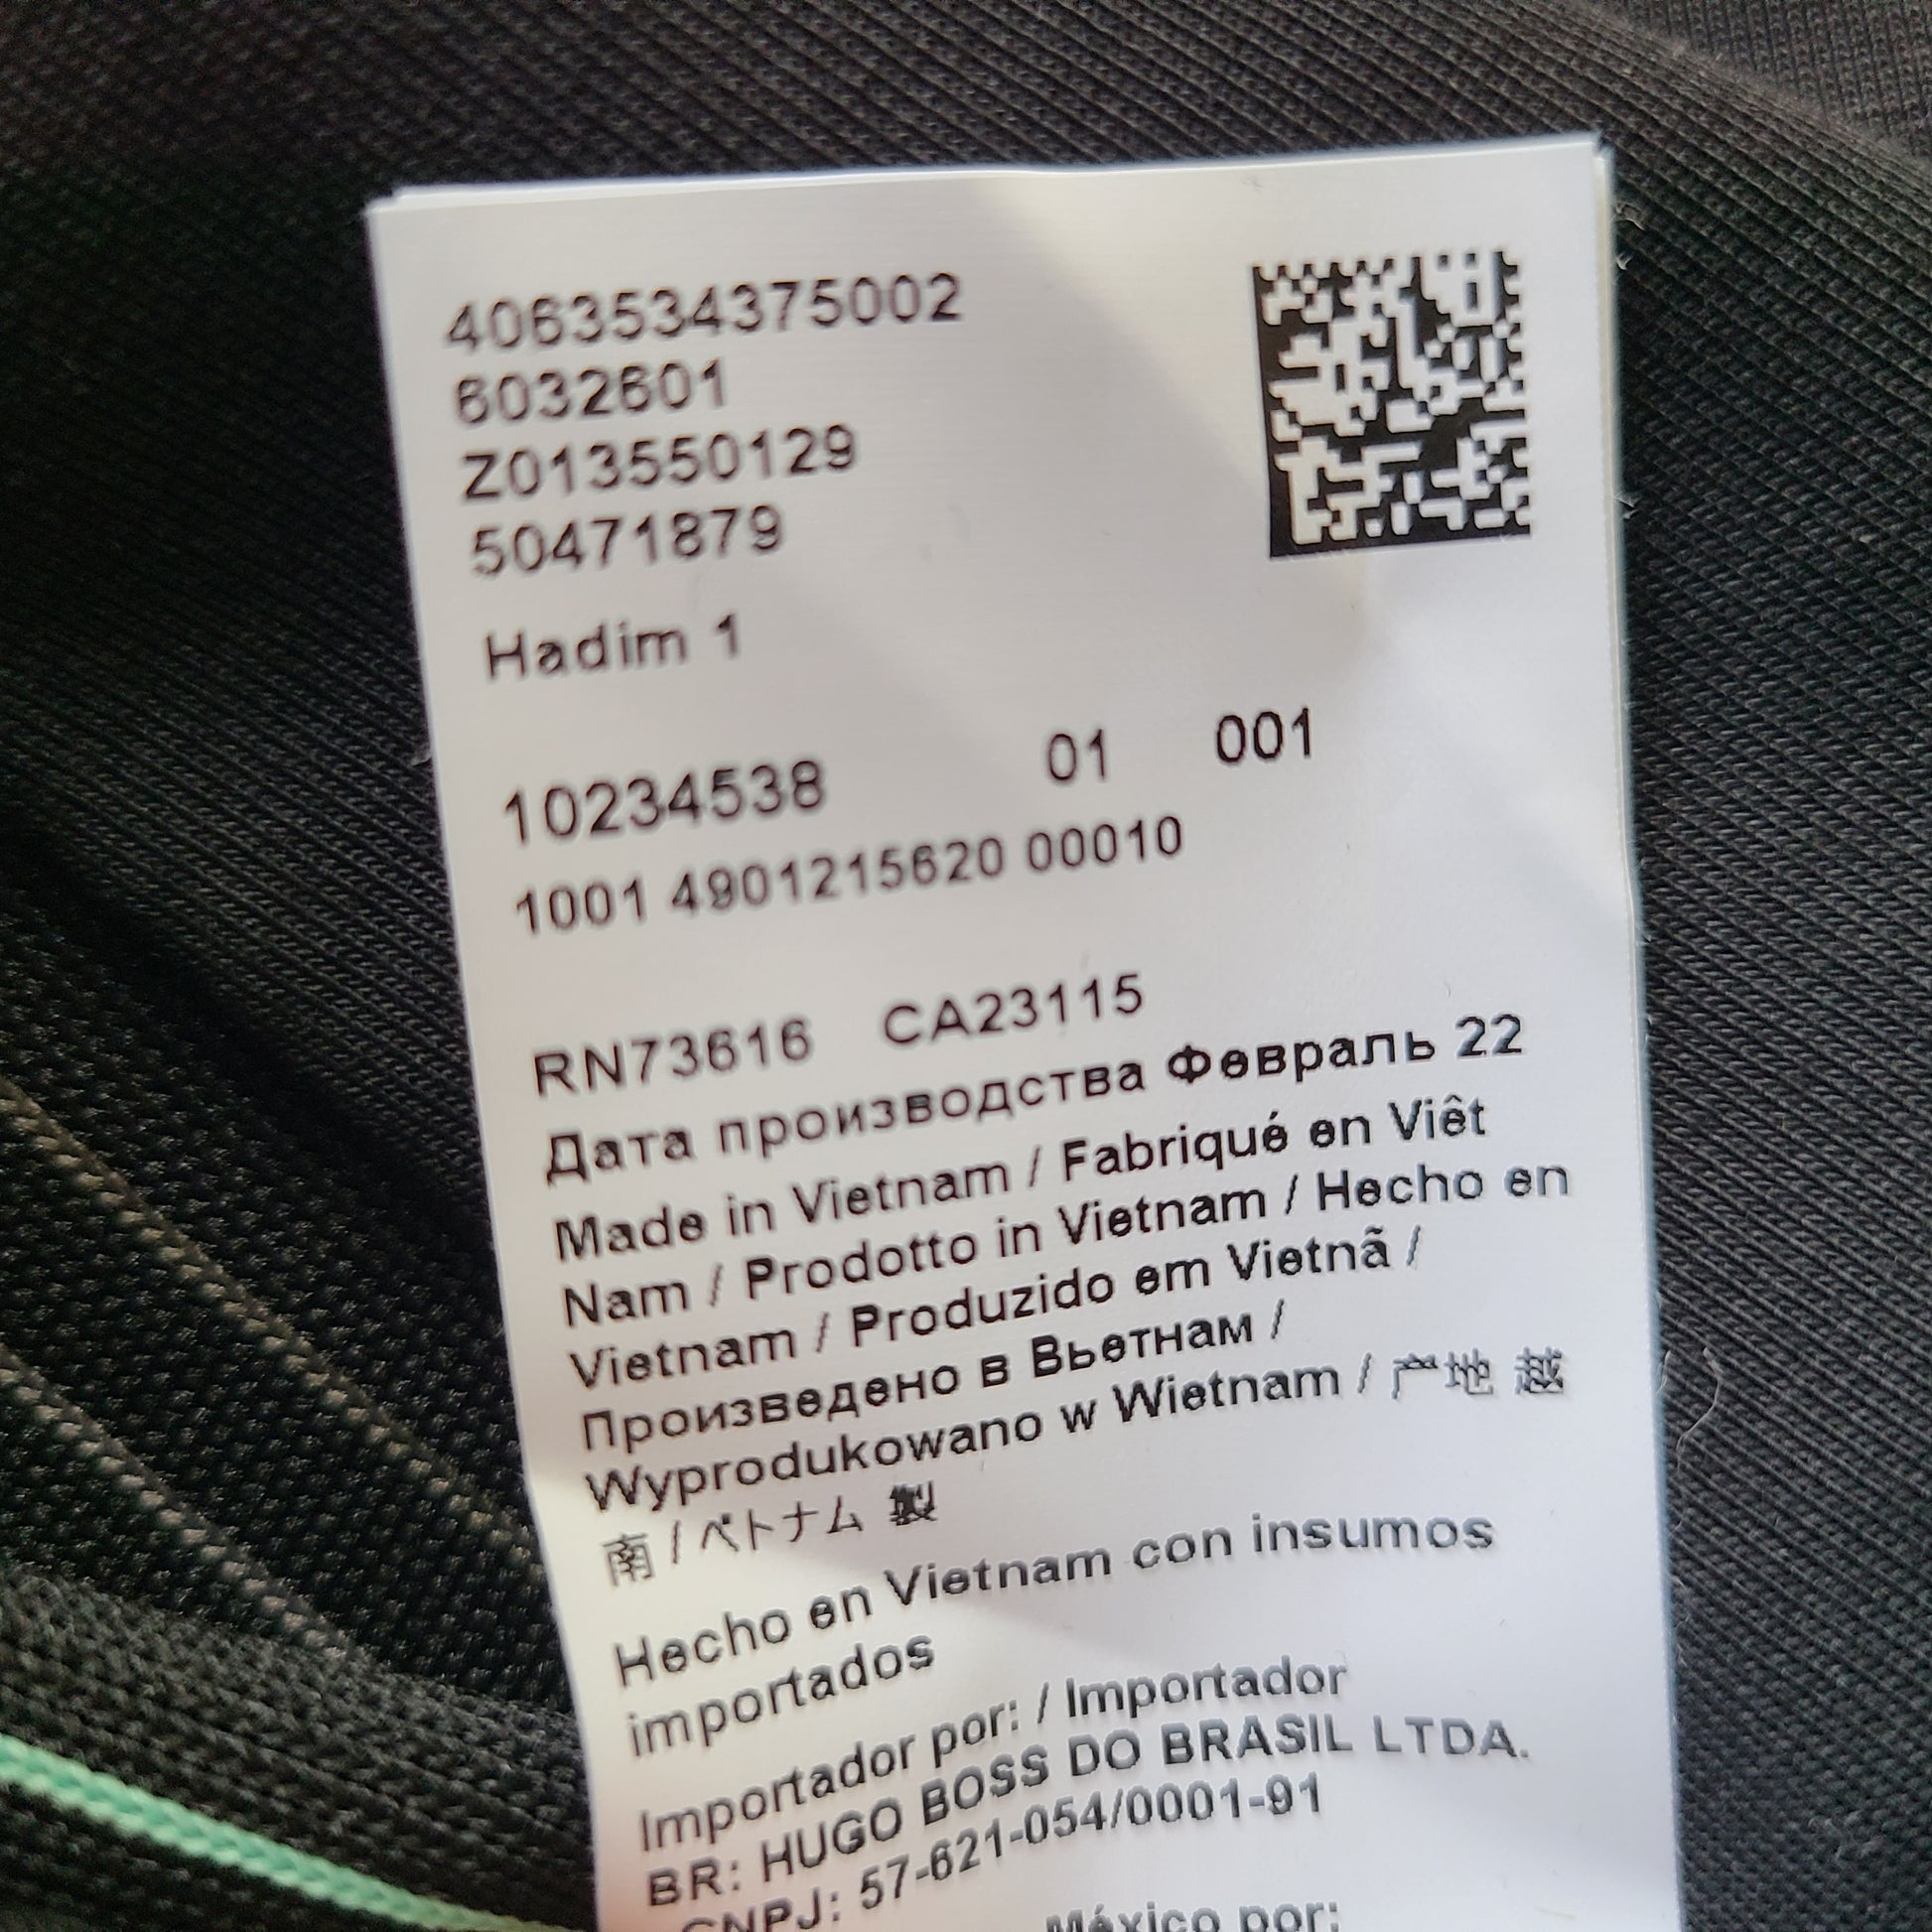 4063534375002
6032601
Z013550129
50471879
Hadim 1
10234538 01 001
1001 4901215620 00010
RN73616 CA23115
Дата производства Февраль 22
Made in Vietnam / Fabriqué en Viêt
Nam / Prodotto in Vietnam / Hecho en
Vietnam / Produzido em Vietnã /
Произведено в Вьетнам /
Wyprodukowano w Wietnam / 产地 越
南 / ベトナム 製
Hecho en Vietnam con insumos
importados
Importador por: / Importador
BR: HUGO BOSS DO BRASIL LTDA.
CNPJ: 57-621-054/0001-91
México por: